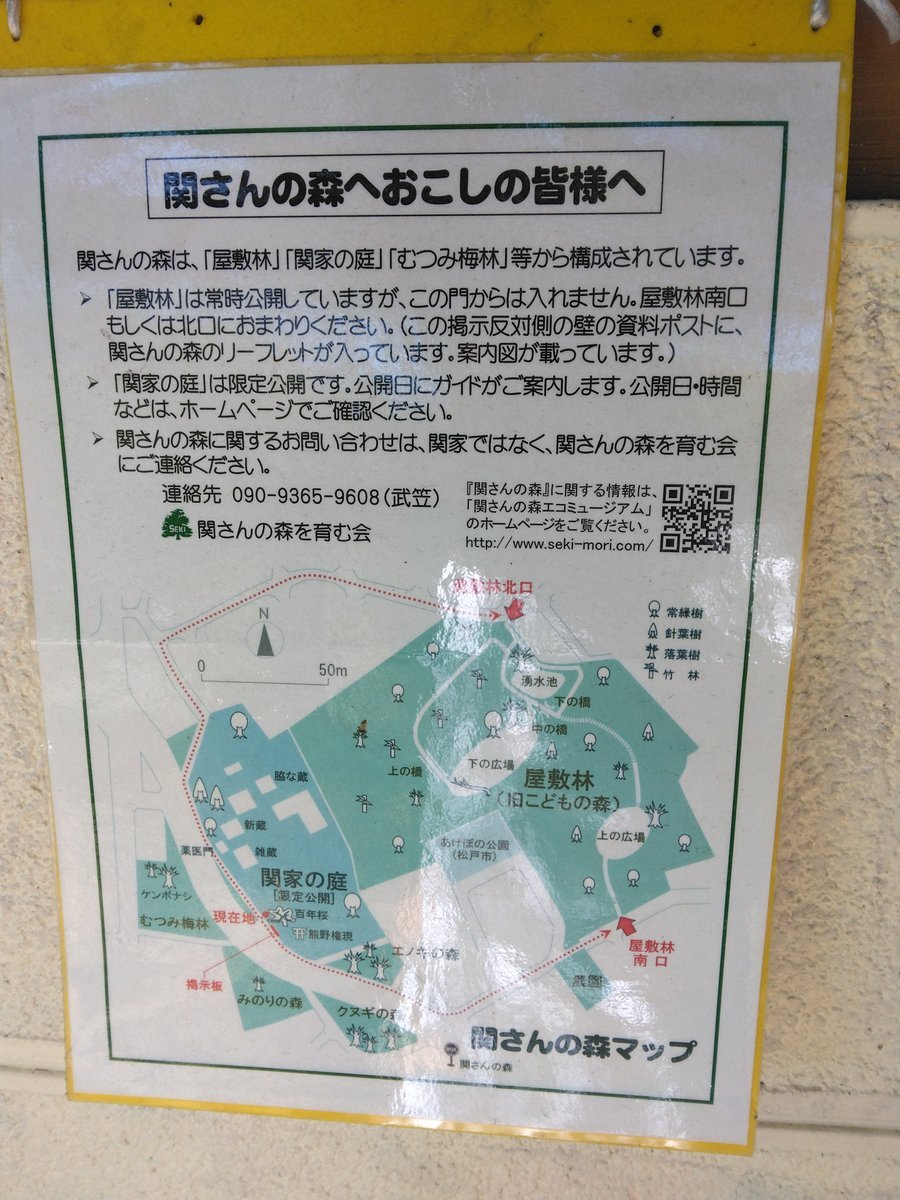 関さんの森へおこしの皆様へ
関さんの森は、「屋敷林」「関家の庭」「むつみ梅林」等から構成されています。
➢ 「屋敷林」は常時公開していますが、この門からは入れません。屋敷林南口
もしくは北口におまわりください。（この掲示反対側の壁の資料ポストに、
関さんの森のリーフレットが入っています。案内図が載っています。）
➢ 「関家の庭」は限定公開です。公開日にガイドがご案内します。公開日・時間
などは、ホームページでご確認ください。
➢ 関さんの森に関するお問い合わせは、関家ではなく、関さんの森を育む会
にご連絡ください。
連絡先 090-9365-9608（武笠）
SEKI 関さんの森を育む会
『関さんの森』に関する情報は、
「関さんの森エコミュージアム」
のホームページをご覧ください。
http://www.seki-mori.com/
屋敷林北口
N
0 50m
常緑樹
針葉樹
落葉樹
竹 林
湧水池
下の橋
中の橋
下の広場
上の橋
屋敷林
（旧こどもの森）
上の広場
脇な蔵
新蔵
雑蔵
薬医門
あけぼの公園
（松戸市）
関家の庭
[限定公開]
ケンポナシ
むつみ梅林
現在地
百年桜
熊野権現
掲示板
エノキの森
屋敷林
南口
農園
みのりの森
クヌギの森
関さんの森マップ
関さんの森